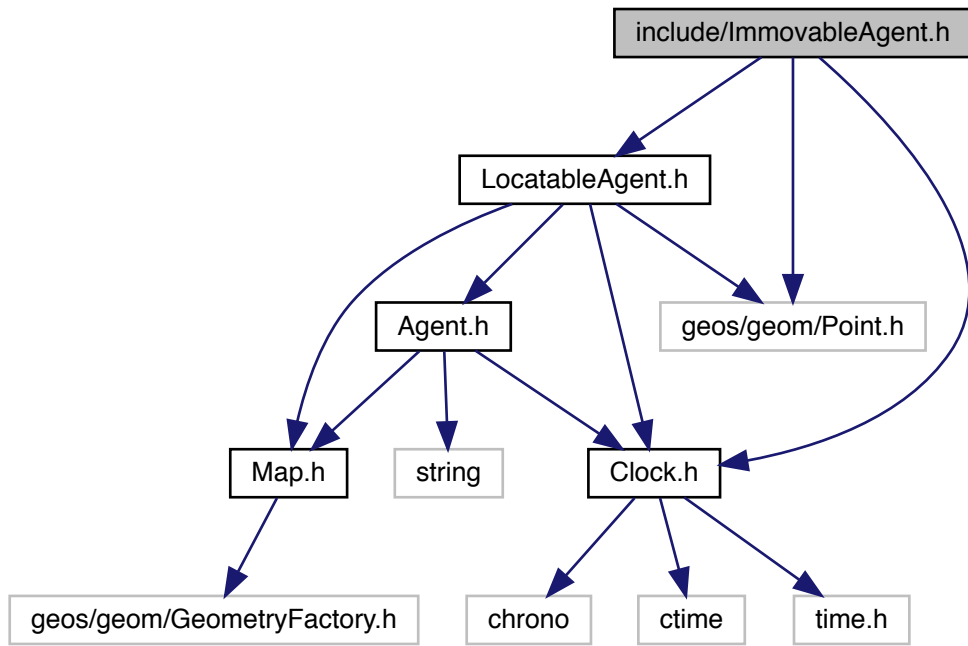 include/ImmovableAgent.h
LocatableAgent.h
Agent.h
geos/geom/Point.h
Map.h
string
Clock.h
geos/geom/GeometryFactory.h
chrono
ctime
time.h